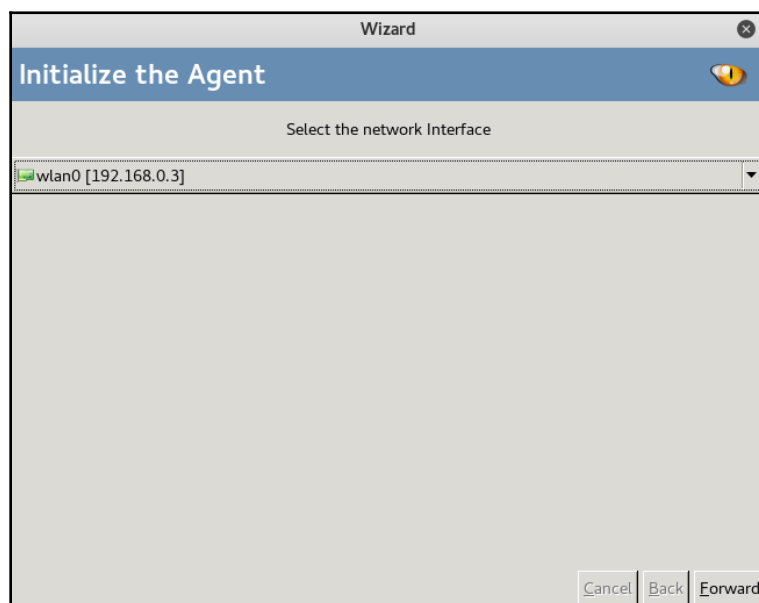 Wizard
Initialize the Agent
Select the network Interface
wlan0 [192.168.0.3]
Cancel Back Forward